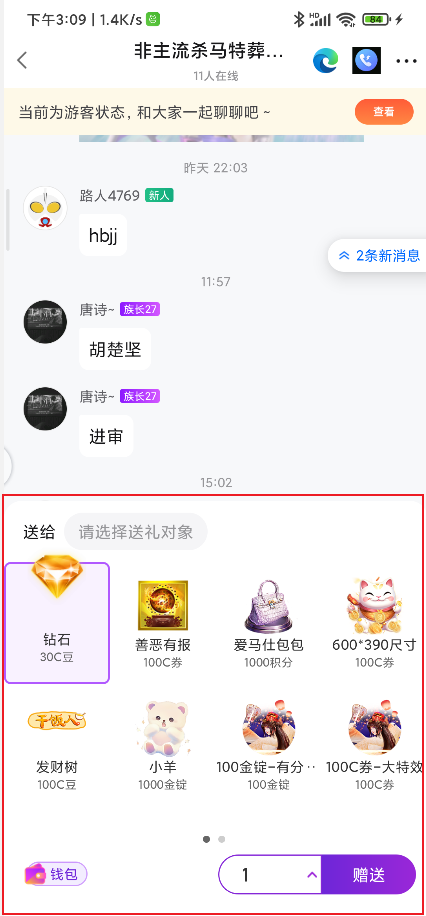 下午3:09 | 1.4K/s
HD
84
非主流杀马特葬...
11人在线
当前为游客状态，和大家一起聊聊吧 ~
查看
昨天 22:03
路人4769 新人
hbjj
2条新消息
11:57
唐诗~ 族长27
胡楚坚
唐诗~ 族长27
进审
15:02
送给 请选择送礼对象
钻石 善恶有报 爱马仕包包 600*390尺寸
30C豆 100C券 1000积分 100C券
干饭人
发财树 小羊 100金锭-有分... 100C券-大特效
100C豆 1000金锭 100金锭 100C券
钱包 1 赠送